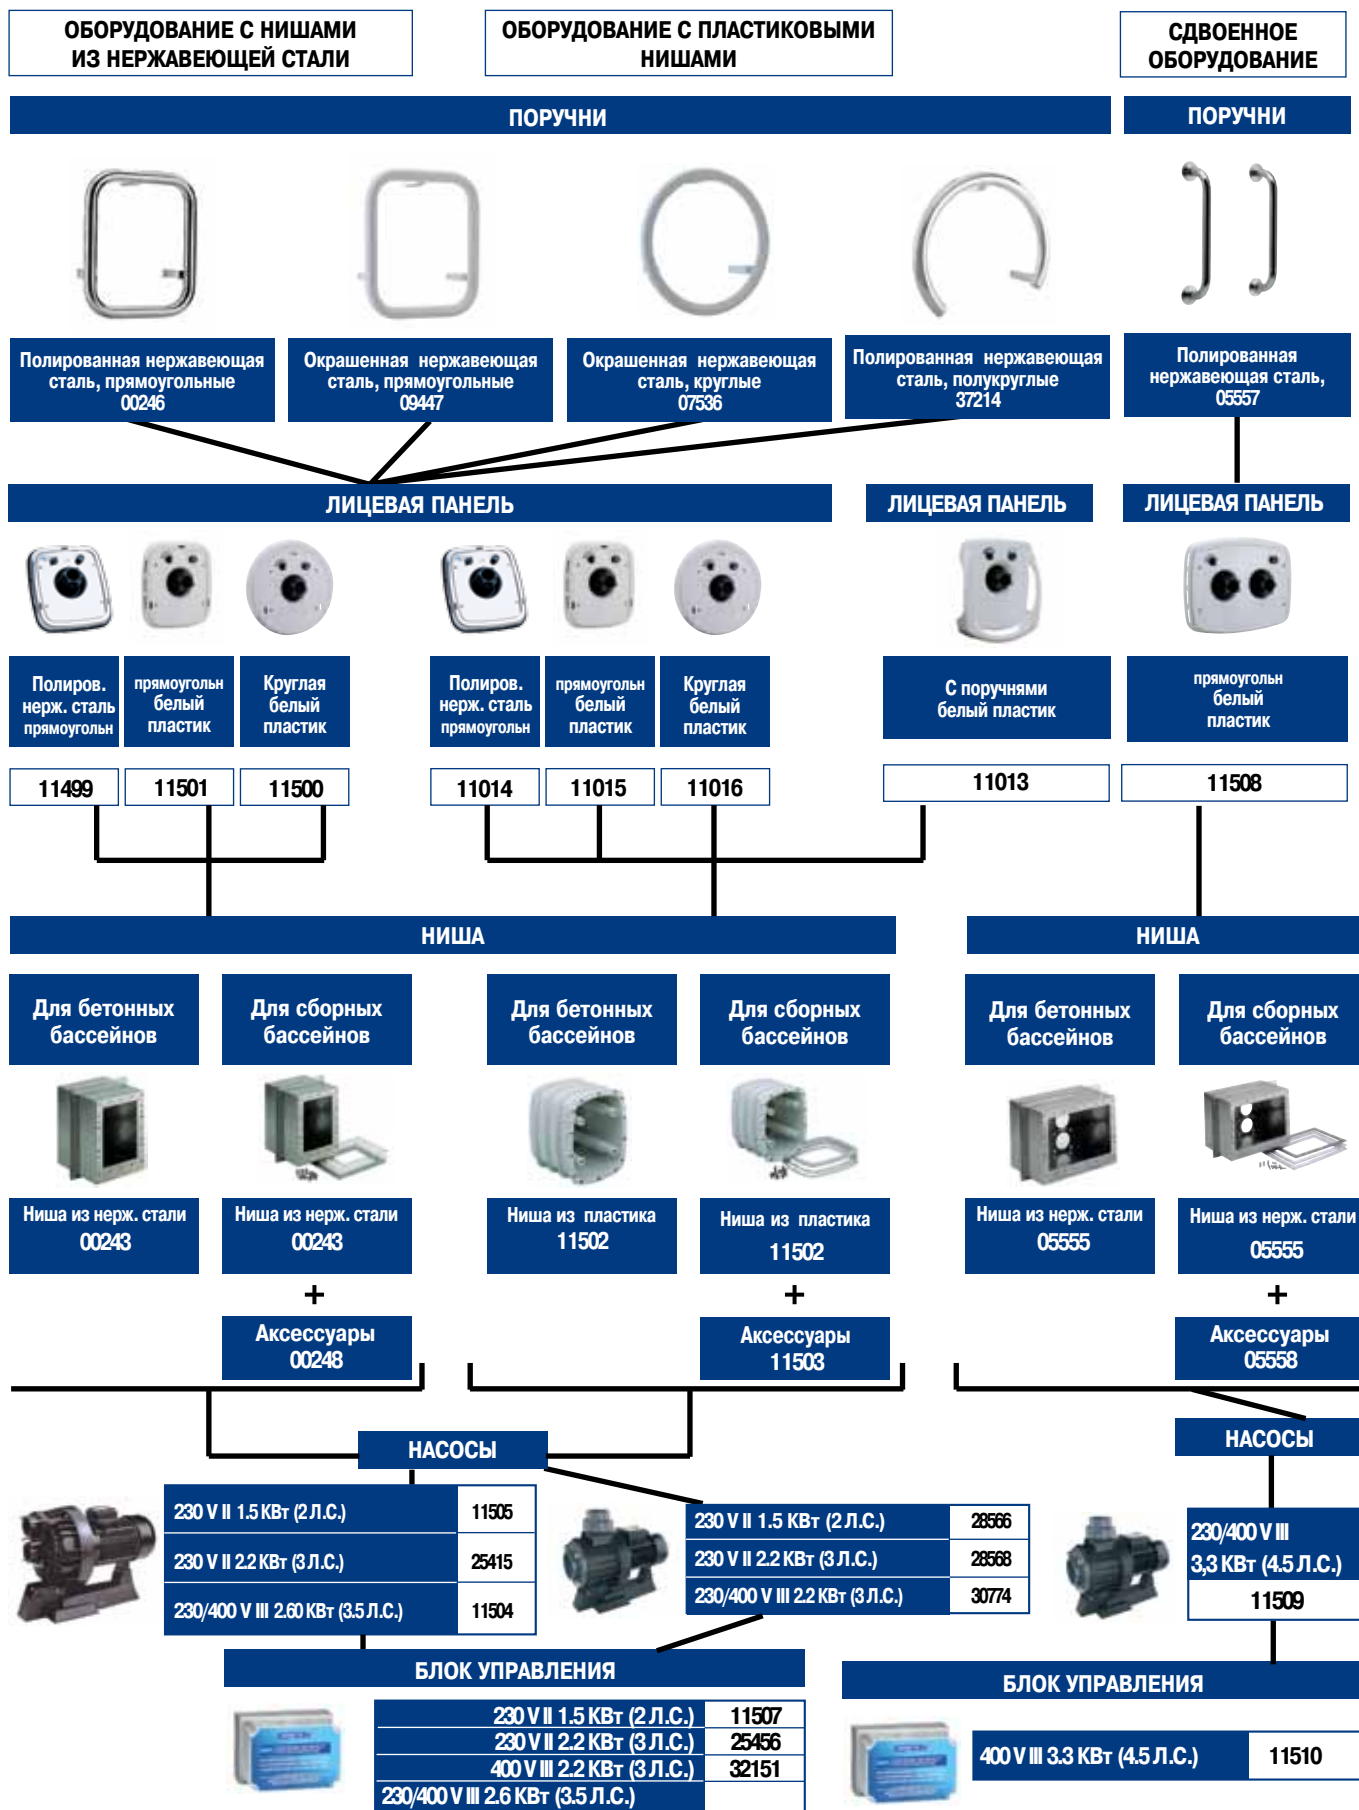 ОБОРУДОВАНИЕ С НИШАМИ
ИЗ НЕРЖАВЕЮЩЕЙ СТАЛИ
ОБОРУДОВАНИЕ С ПЛАСТИКОВЫМИ
НИШАМИ
СДВОЕННОЕ
ОБОРУДОВАНИЕ
ПОРУЧНИ
ПОРУЧНИ
Полированная нержавеющая
сталь, прямоугольные
00246
Окрашенная нержавеющая
сталь, прямоугольные
09447
Окрашенная нержавеющая
сталь, круглые
07536
Полированная нержавеющая
сталь, полукруглые
37214
Полированная
нержавеющая сталь,
05557
ЛИЦЕВАЯ ПАНЕЛЬ
ЛИЦЕВАЯ ПАНЕЛЬ
ЛИЦЕВАЯ ПАНЕЛЬ
Полиров.
нерж. сталь
прямоугольн
прямоугольн
белый
пластик
Круглая
белый
пластик
Полиров.
нерж. сталь
прямоугольн
прямоугольн
белый
пластик
Круглая
белый
пластик
С поручнями
белый пластик
прямоугольн
белый
пластик
11499
11501
11500
11014
11015
11016
11013
11508
НИША
НИША
Для бетонных
бассейнов
Для сборных
бассейнов
Для бетонных
бассейнов
Для сборных
бассейнов
Для бетонных
бассейнов
Для сборных
бассейнов
Ниша из нерж. стали
00243
Ниша из нерж. стали
00243
Ниша из пластика
11502
Ниша из пластика
11502
Ниша из нерж. стали
05555
Ниша из нерж. стали
05555
+
+
+
Аксессуары
00248
Аксессуары
11503
Аксессуары
05558
НАСОСЫ
НАСОСЫ
230 V II 1.5 КВт (2 Л.С.) 11505
230 V II 2.2 КВт (3 Л.С.) 25415
230/400 V III 2.60 КВт (3.5 Л.С.) 11504
230 V II 1.5 КВт (2 Л.С.) 28566
230 V II 2.2 КВт (3 Л.С.) 28568
230/400 V III 2.2 КВт (3 Л.С.) 30774
230/400 V III
3,3 КВт (4.5 Л.С.)
11509
БЛОК УПРАВЛЕНИЯ
БЛОК УПРАВЛЕНИЯ
230 V II 1.5 КВт (2 Л.С.) 11507
230 V II 2.2 КВт (3 Л.С.) 25456
400 V III 2.2 КВт (3 Л.С.) 32151
230/400 V III 2.6 КВт (3.5 Л.С.)
400 V III 3.3 КВт (4.5 Л.С.) 11510